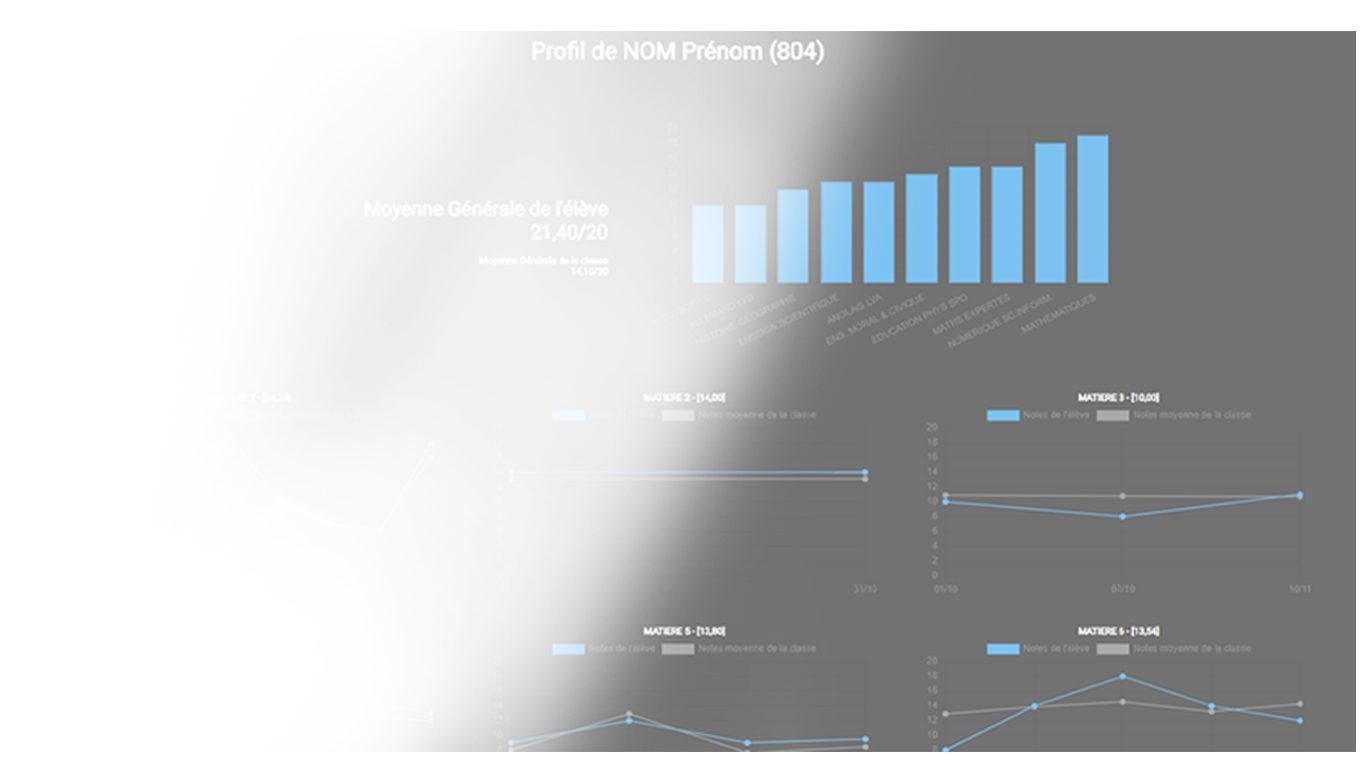 Profil de NOM Prénom (804)
Moyenne Générale de l'élève
21,40/20
Moyenne Générale de la classe
14,10/20
ALLEMAND LVB
HISTOIRE GEOGRAPHIE
ENSEIGN.SCIENTIFIQUE
ANGLAIS LVA
ENS. MORAL & CIVIQUE
EDUCATION PHYS SPO
MATHS EXPERTES
NUMERIQUE SC.INFORM.
MATHEMATIQUES
MATIERE 2 - [14,00]
Notes de l'élève Notes moyenne de la classe
31/10
MATIERE 3 - [10,00]
Notes de l'élève Notes moyenne de la classe
20
18
16
14
12
10
8
6
4
2
0
01/10 07/10 10/11
MATIERE 5 - [13,80]
Notes de l'élève Notes moyenne de la classe
18
16
14
12
10
8
MATIERE 6 - [13,54]
Notes de l'élève Notes moyenne de la classe
20
18
16
14
12
10
8